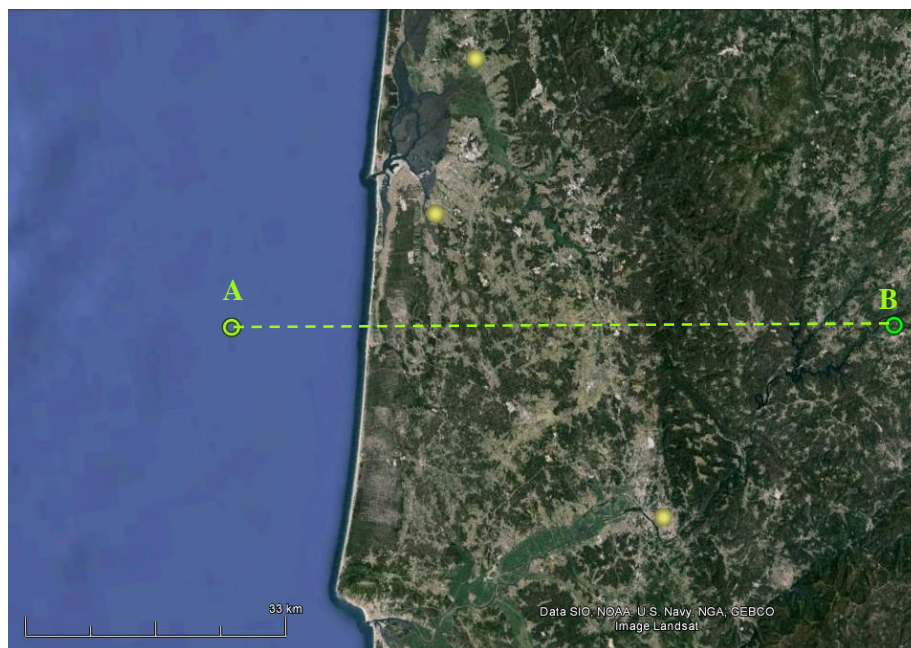 A
B
33 km
Data SIO, NOAA, U.S. Navy, NGA, GEBCO
Image Landsat